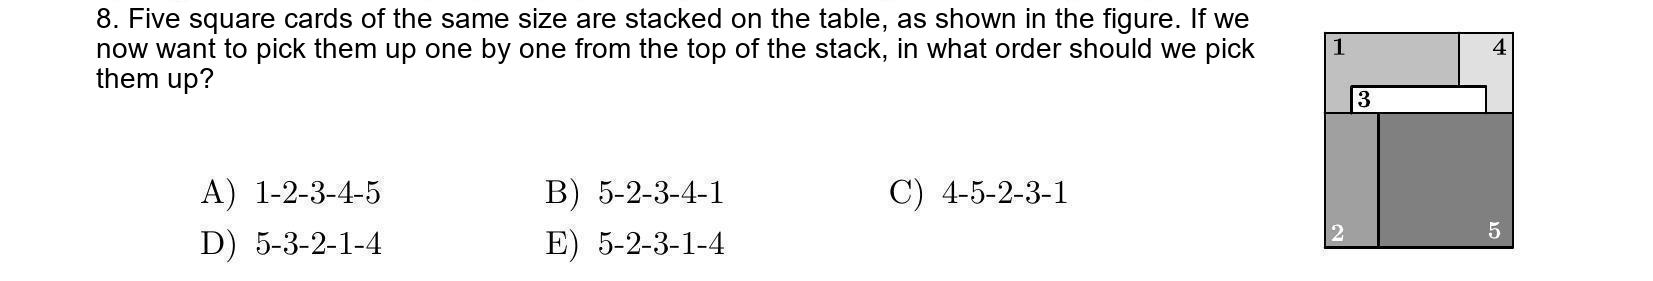 8. Five square cards of the same size are stacked on the table, as shown in the figure. If we
now want to pick them up one by one from the top of the stack, in what order should we pick
them up?
1 4
3
A) 1-2-3-4-5 B) 5-2-3-4-1 C) 4-5-2-3-1
2 5
D) 5-3-2-1-4 E) 5-2-3-1-4